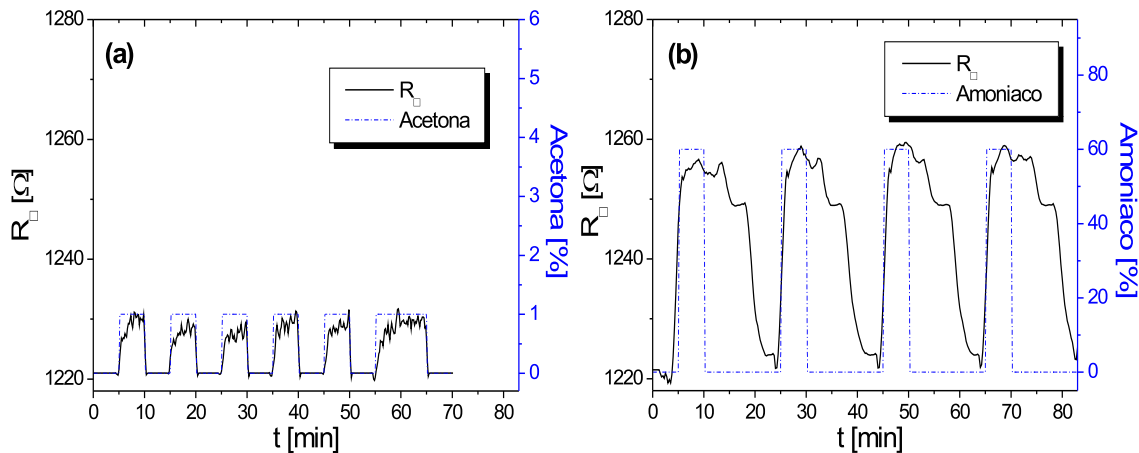 (a)
R□
Acetona
1280
1260
1240
1220
R□ [Ω]
0 10 20 30 40 50 60 70 80
t [min]
6
5
4
3
2
1
0
Acetona [%]
(b)
R□
Amoniaco
1280
1260
1240
1220
R□ [Ω]
0 10 20 30 40 50 60 70 80
t [min]
80
60
40
20
0
Amoniaco [%]